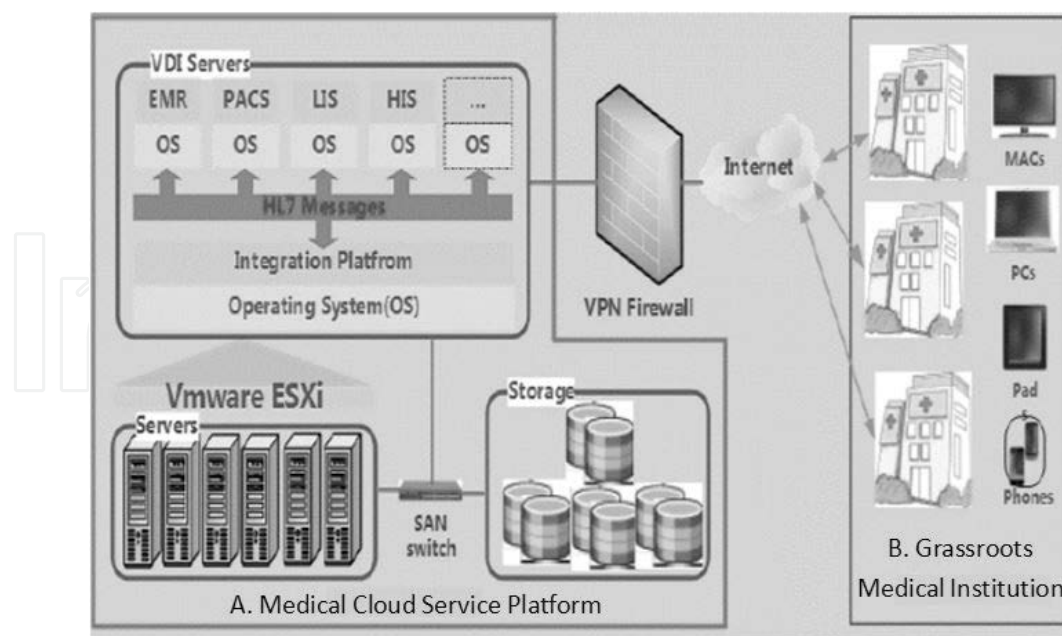 VDI Servers
EMR PACS LIS HIS ...
OS OS OS OS OS
HL7 Messages
Integration Platfrom
Operating System(OS)
VPN Firewall
Internet
MACs
PCs
Pad
s
Phones
Vmware ESXi
Servers
SAN
switch
Storage
A. Medical Cloud Service Platform
B. Grassroots
Medical Institution